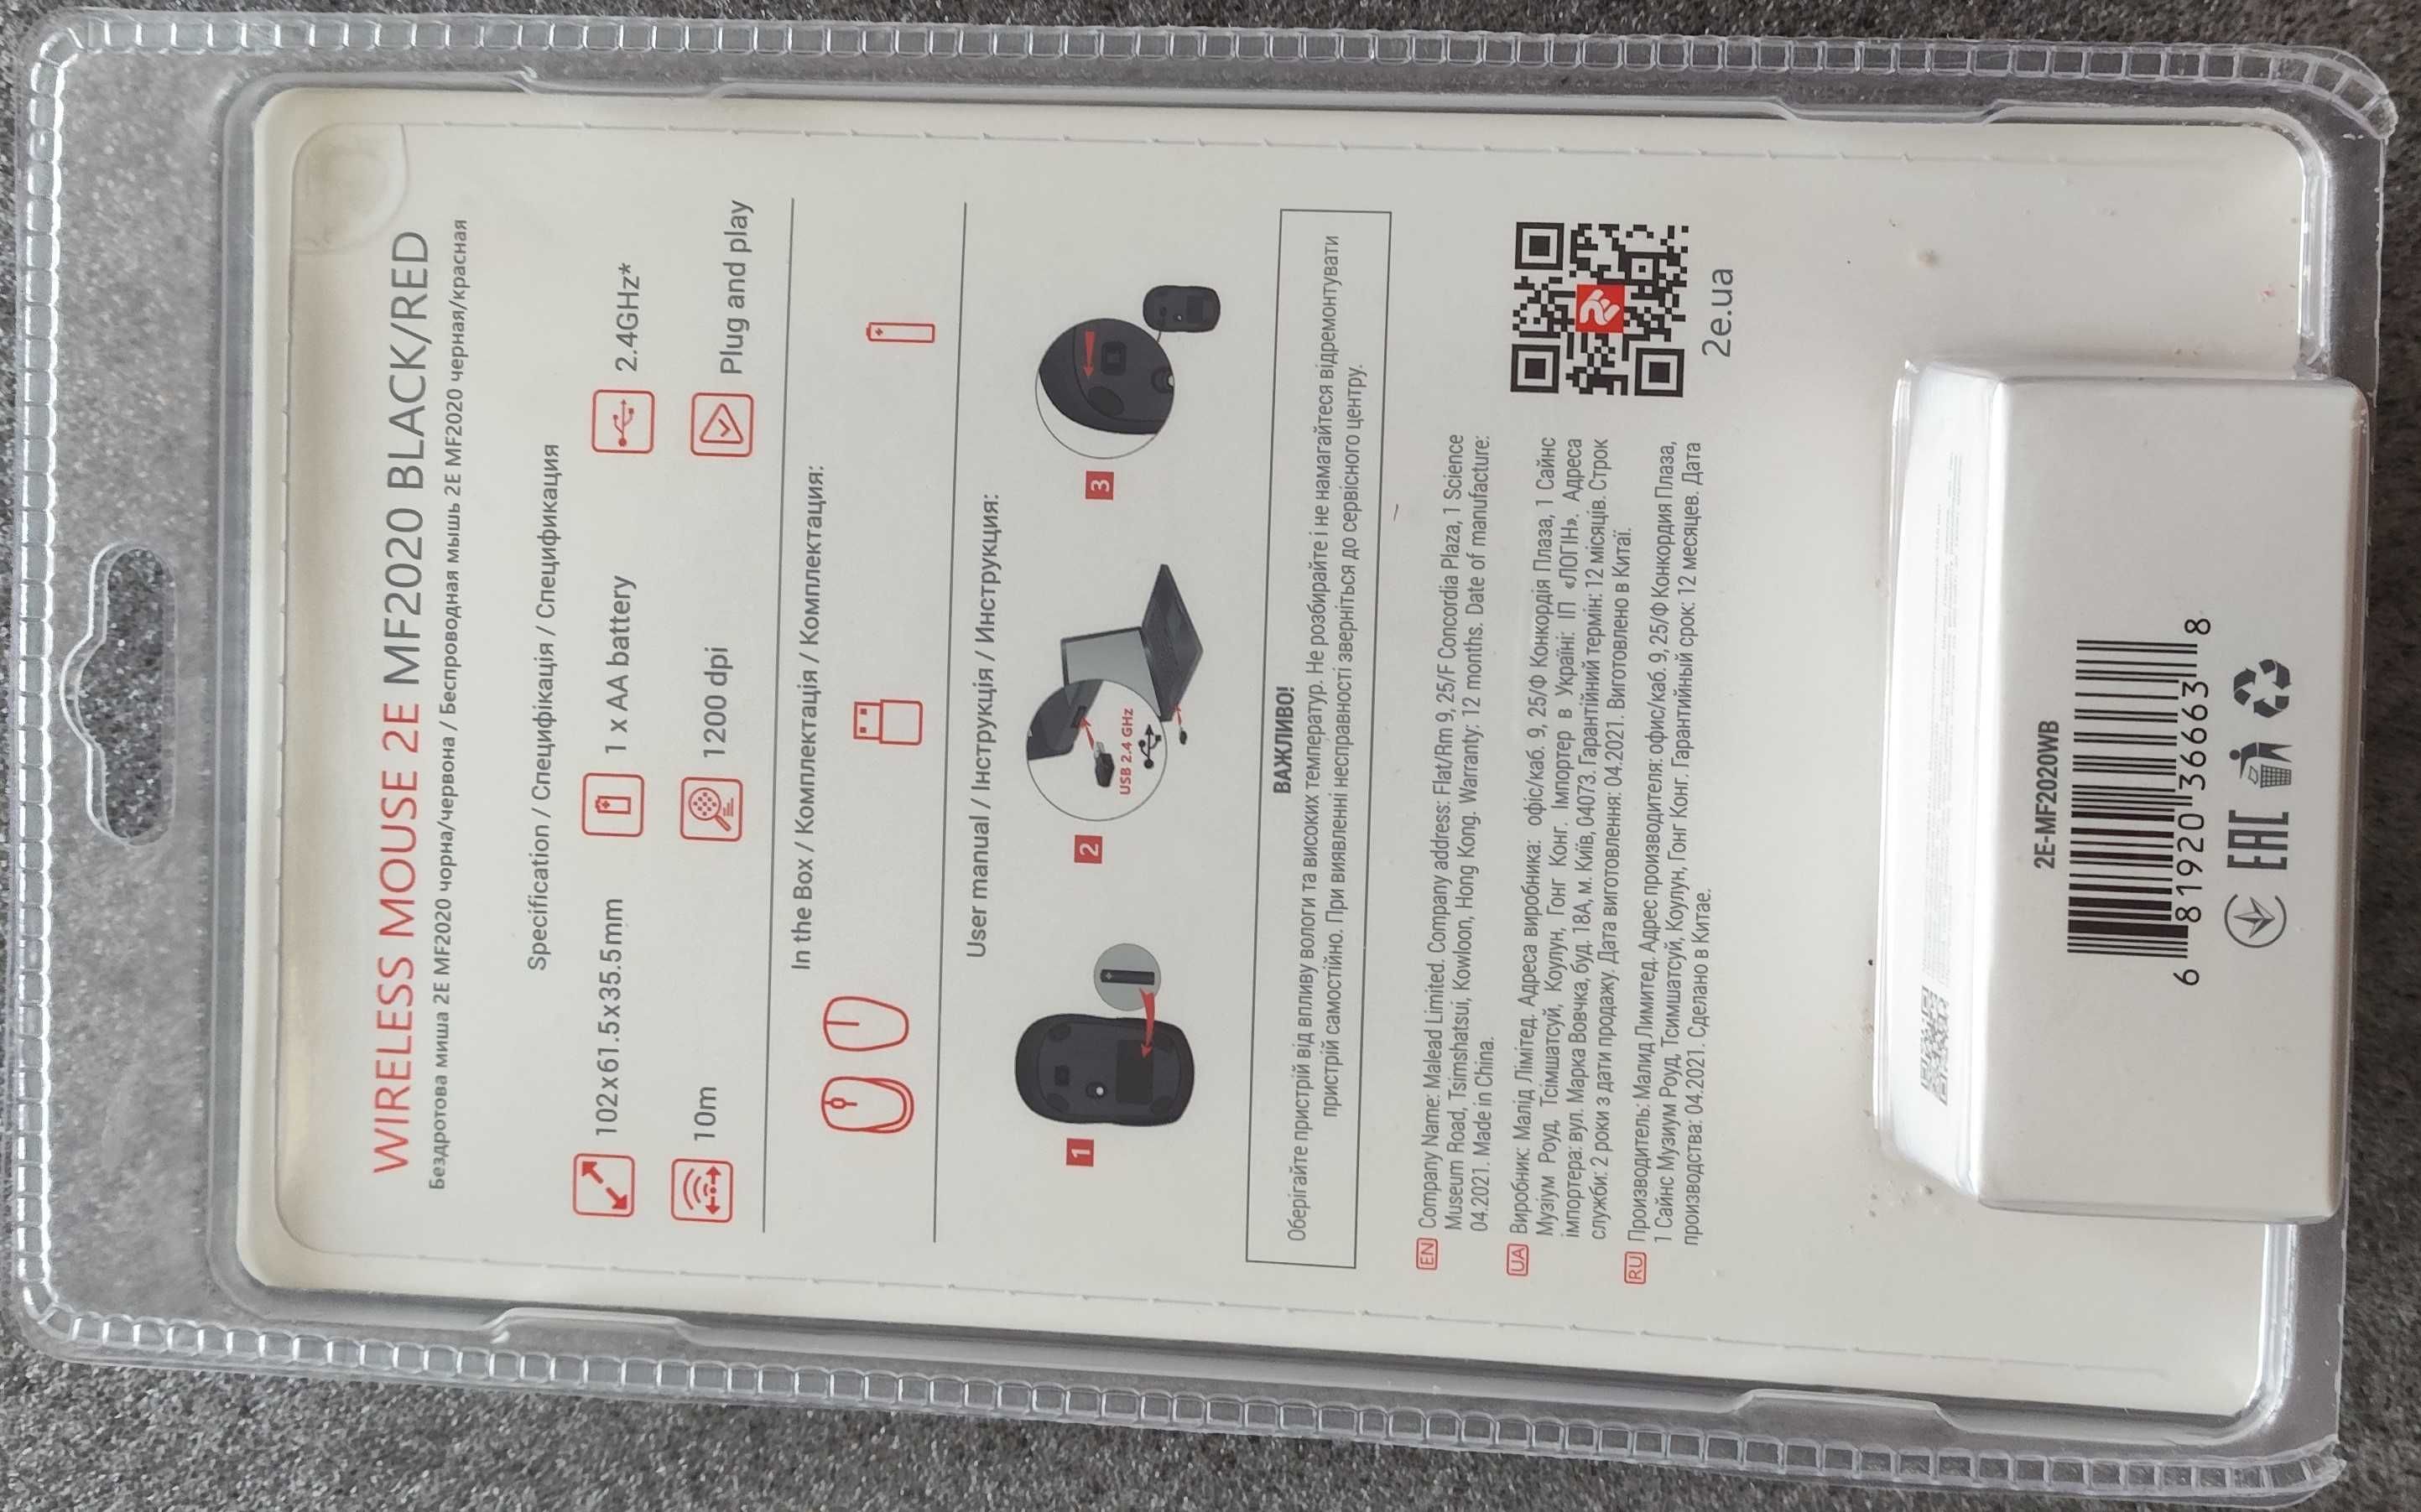 WIRELESS MOUSE 2E MF2020 BLACK/RED
Бездротова миша 2E MF2020 чорна/червона / Беспроводная мышь 2E MF2020 черная/красная
Specification / Специфікація / Спецификация
102x61.5x35.5mm
1 x AA battery
2.4GHz*
10m
1200 dpi
Plug and play
In the Box / Комплектація / Комплектация:
User manual / Інструкція / Инструкция:
1
2
USB 2.4 GHz
3
ВАЖЛИВО!
Оберігайте пристрій від впливу вологи та високих температур. Не розбирайте і не намагайтеся відремонтувати
пристрій самостійно. При виявленні несправності зверніться до сервісного центру.
EN Company Name: Malead Limited. Company address: Flat/Rm 9, 25/F Concordia Plaza, 1 Science
Museum Road, Tsimshatsui, Kowloon, Hong Kong. Warranty: 12 months. Date of manufacture:
04.2021. Made in China.
UA Виробник: Малід Лімітед. Адреса виробника: офіс/каб. 9, 25/Ф Конкордія Плаза, 1 Сайнс
Музіум Роуд, Тсімшатсуй, Коулун, Гонг Конг. Імпортер в Україні: ІП «ЛОГІН». Адреса
імпортера: вул. Марка Вовчка, буд. 18А, м. Київ, 04073. Гарантійний термін: 12 місяців. Строк
служби: 2 роки з дати продажу. Дата виготовлення: 04.2021. Виготовлено в Китаї.
RU Производитель: Малид Лимитед. Адрес производителя: офис/каб. 9, 25/Ф Конкордия Плаза,
1 Сайнс Музиум Роуд, Тсимшатсуй, Коулун, Гонг Конг. Гарантийный срок: 12 месяцев. Дата
производства: 04.2021. Сделано в Китае.
2E
2e.ua
2E-MF2020WB
6 81920 36663 8
EAC